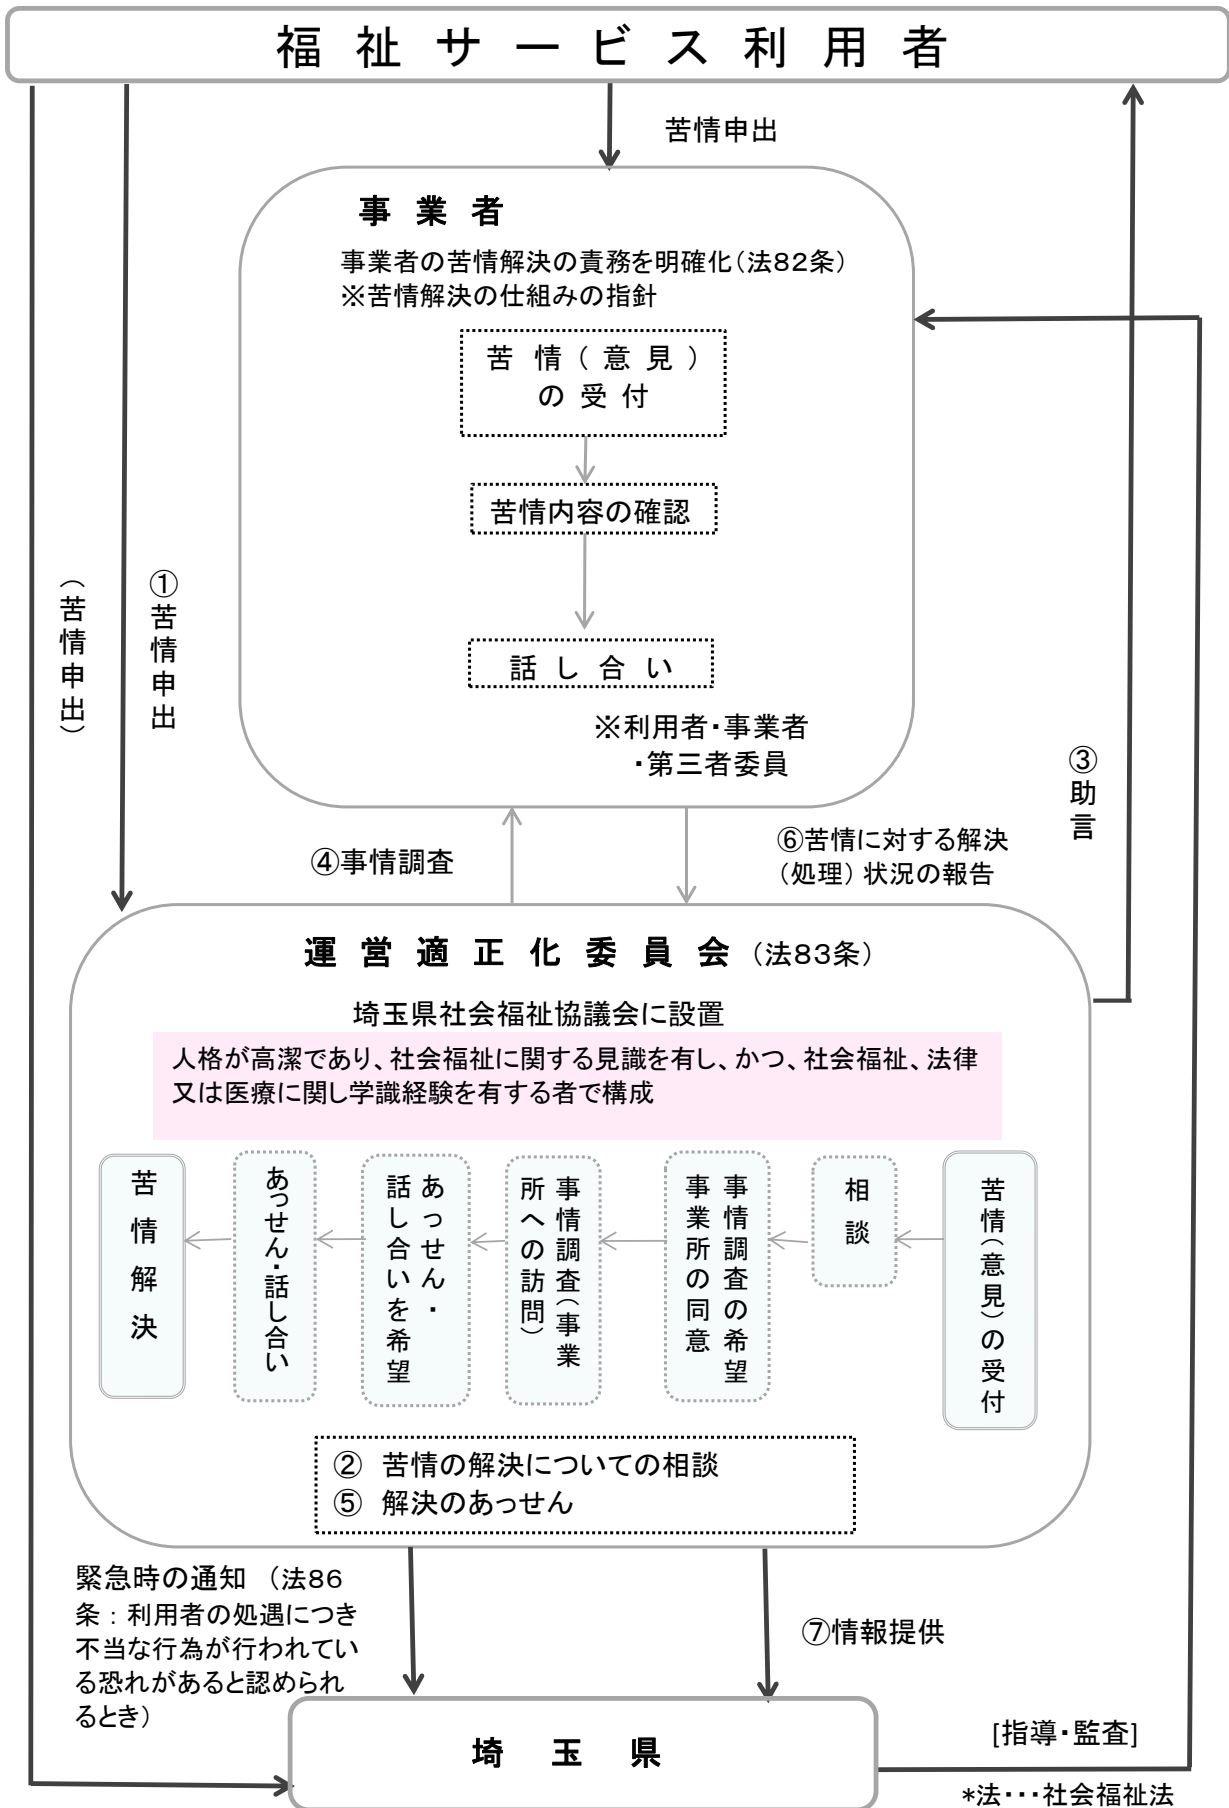 福祉サービス利用者
苦情申出
事業者
事業者の苦情解決の責務を明確化（法82条）
※苦情解決の仕組みの指針
苦情（意見）
の受付
苦情内容の確認
話し合い
※利用者・事業者
・第三者委員
（苦情申出）
①苦情申出
③助言
④事情調査
⑥苦情に対する解決
（処理）状況の報告
運営適正化委員会（法83条）
埼玉県社会福祉協議会に設置
人格が高潔であり、社会福祉に関する見識を有し、かつ、社会福祉、法律
又は医療に関し学識経験を有する者で構成
苦情（意見）の受付
相談
事情調査の希望
事業所の同意
事情調査（事業
所への訪問）
あっせん・
話し合いを希望
あっせん・話し合い
苦情解決
② 苦情の解決についての相談
⑤ 解決のあっせん
緊急時の通知 （法86
条：利用者の処遇につき
不当な行為が行われてい
る恐れがあると認められ
るとき）
⑦情報提供
埼玉県
[指導・監査]
*法・・・社会福祉法